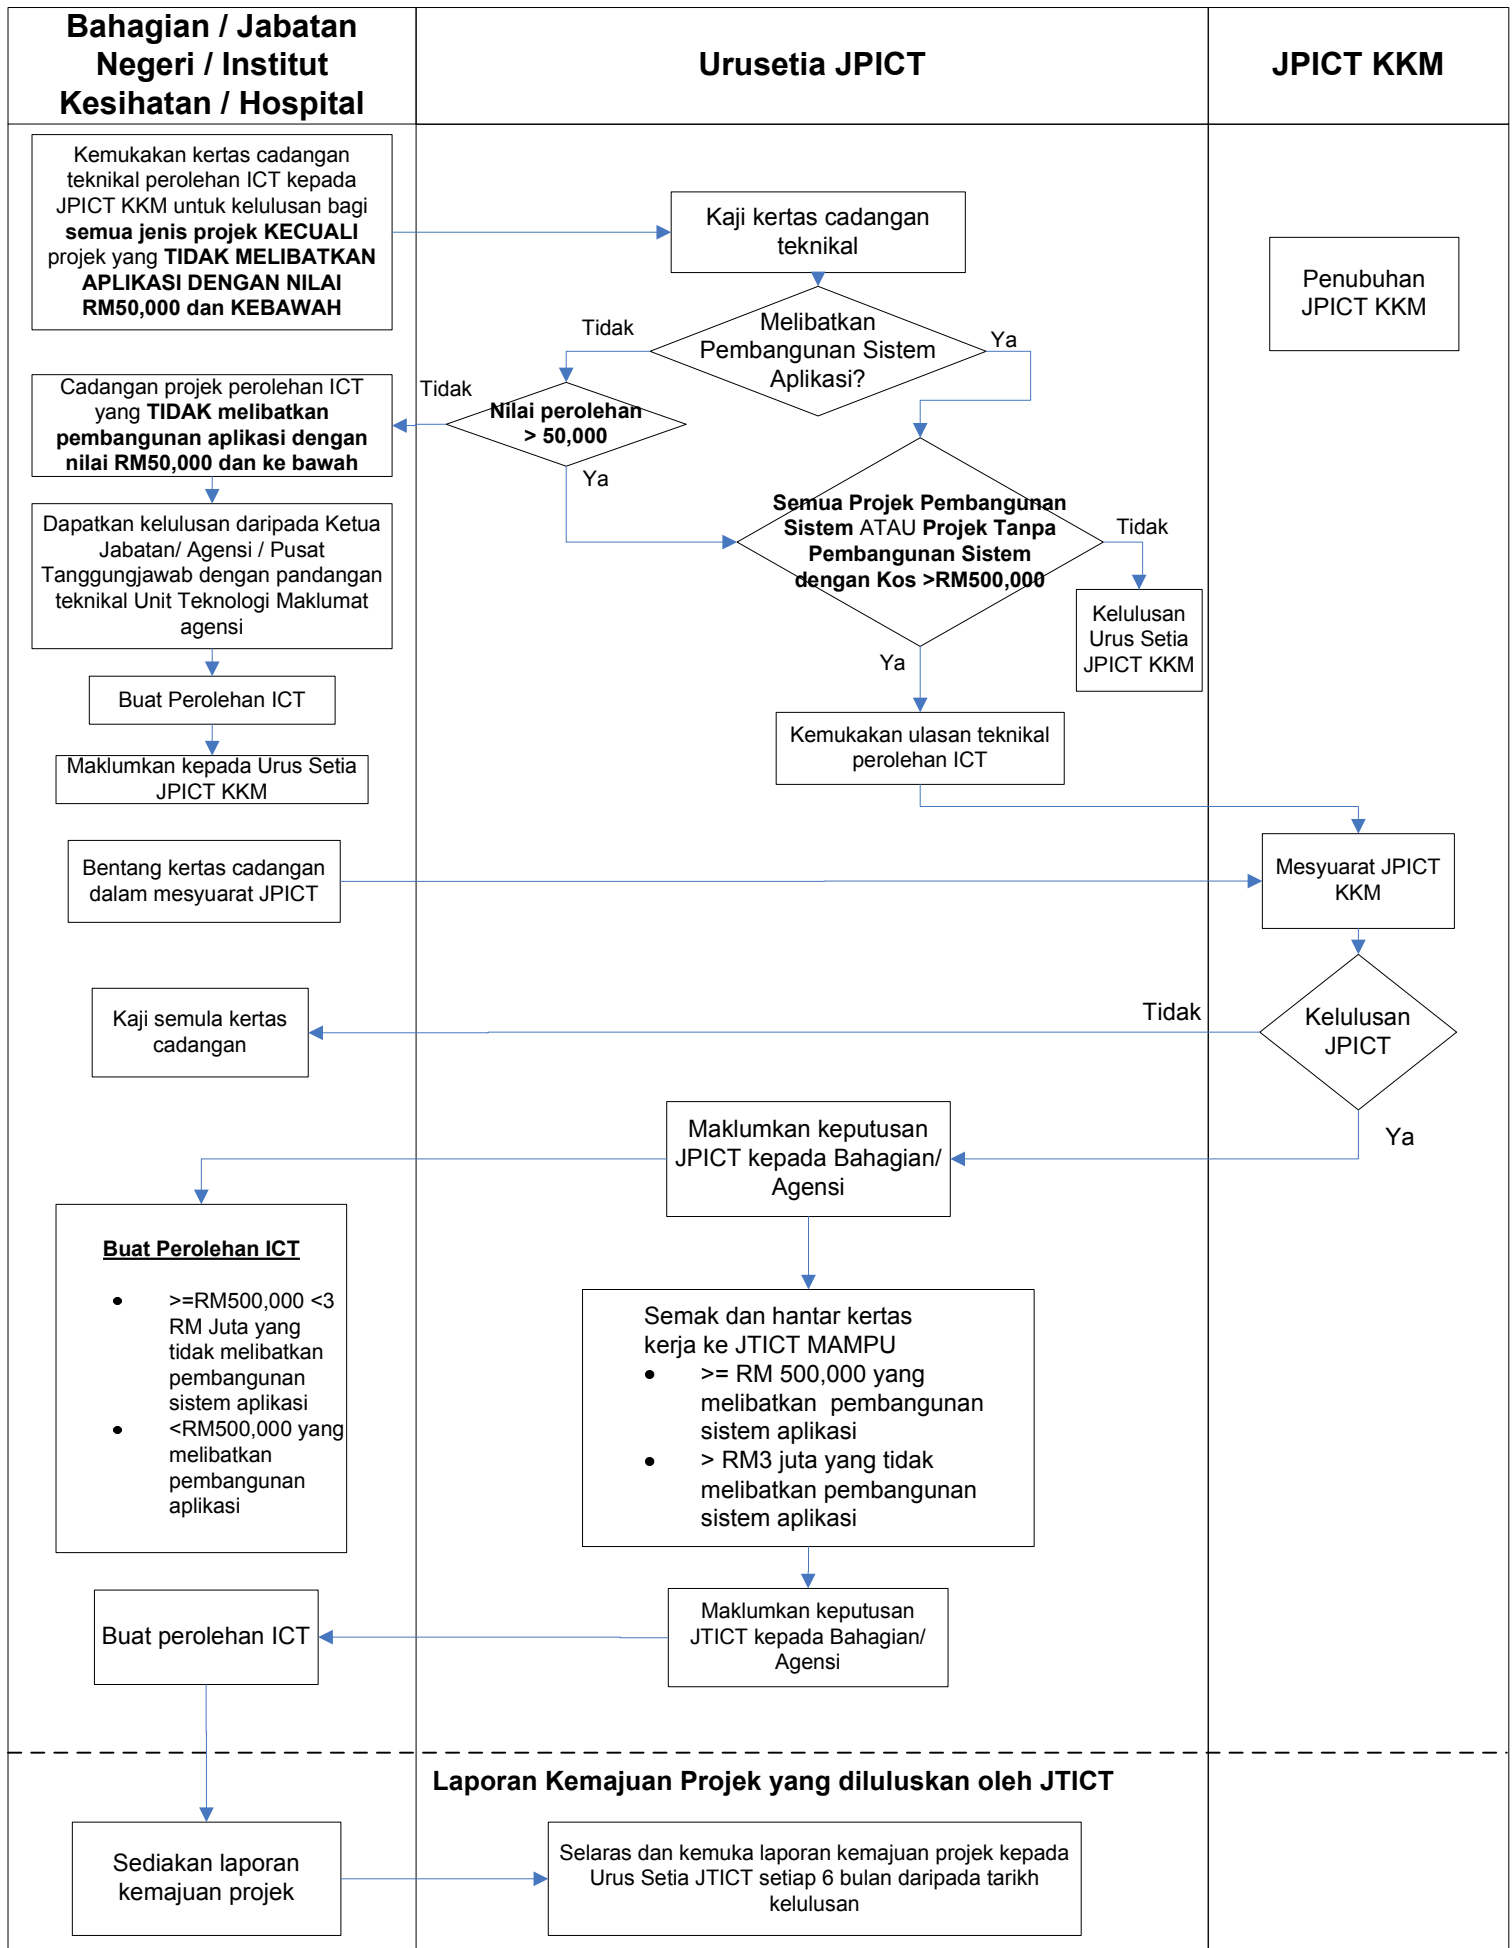 Bahagian / Jabatan
Negeri / Institut
Kesihatan / Hospital
Urusetia JPICT
JPICT KKM
Kemukakan kertas cadangan
teknikal perolehan ICT kepada
JPICT KKM untuk kelulusan bagi
semua jenis projek KECUALI
projek yang TIDAK MELIBATKAN
APLIKASI DENGAN NILAI
RM50,000 dan KEBAWAH
Kaji kertas cadangan
teknikal
Penubuhan
JPICT KKM
Melibatkan
Pembangunan Sistem
Aplikasi?
Tidak
Ya
Nilai perolehan
> 50,000
Tidak
Ya
Cadangan projek perolehan ICT
yang TIDAK melibatkan
pembangunan aplikasi dengan
nilai RM50,000 dan ke bawah
Semua Projek Pembangunan
Sistem ATAU Projek Tanpa
Pembangunan Sistem
dengan Kos >RM500,000
Tidak
Ya
Dapatkan kelulusan daripada Ketua
Jabatan/ Agensi / Pusat
Tanggungjawab dengan pandangan
teknikal Unit Teknologi Maklumat
agensi
Kelulusan
Urus Setia
JPICT KKM
Buat Perolehan ICT
Kemukakan ulasan teknikal
perolehan ICT
Maklumkan kepada Urus Setia
JPICT KKM
Bentang kertas cadangan
dalam mesyuarat JPICT
Mesyuarat JPICT
KKM
Kaji semula kertas
cadangan
Tidak
Kelulusan
JPICT
Ya
Maklumkan keputusan
JPICT kepada Bahagian/
Agensi
Buat Perolehan ICT
• >=RM500,000 <3
RM Juta yang
tidak melibatkan
pembangunan
sistem aplikasi
• <RM500,000 yang
melibatkan
pembangunan
aplikasi
Semak dan hantar kertas
kerja ke JTICT MAMPU
• >= RM 500,000 yang
melibatkan pembangunan
sistem aplikasi
• > RM3 juta yang tidak
melibatkan pembangunan
sistem aplikasi
Buat perolehan ICT
Maklumkan keputusan
JTICT kepada Bahagian/
Agensi
Laporan Kemajuan Projek yang diluluskan oleh JTICT
Sediakan laporan
kemajuan projek
Selaras dan kemuka laporan kemajuan projek kepada
Urus Setia JTICT setiap 6 bulan daripada tarikh
kelulusan